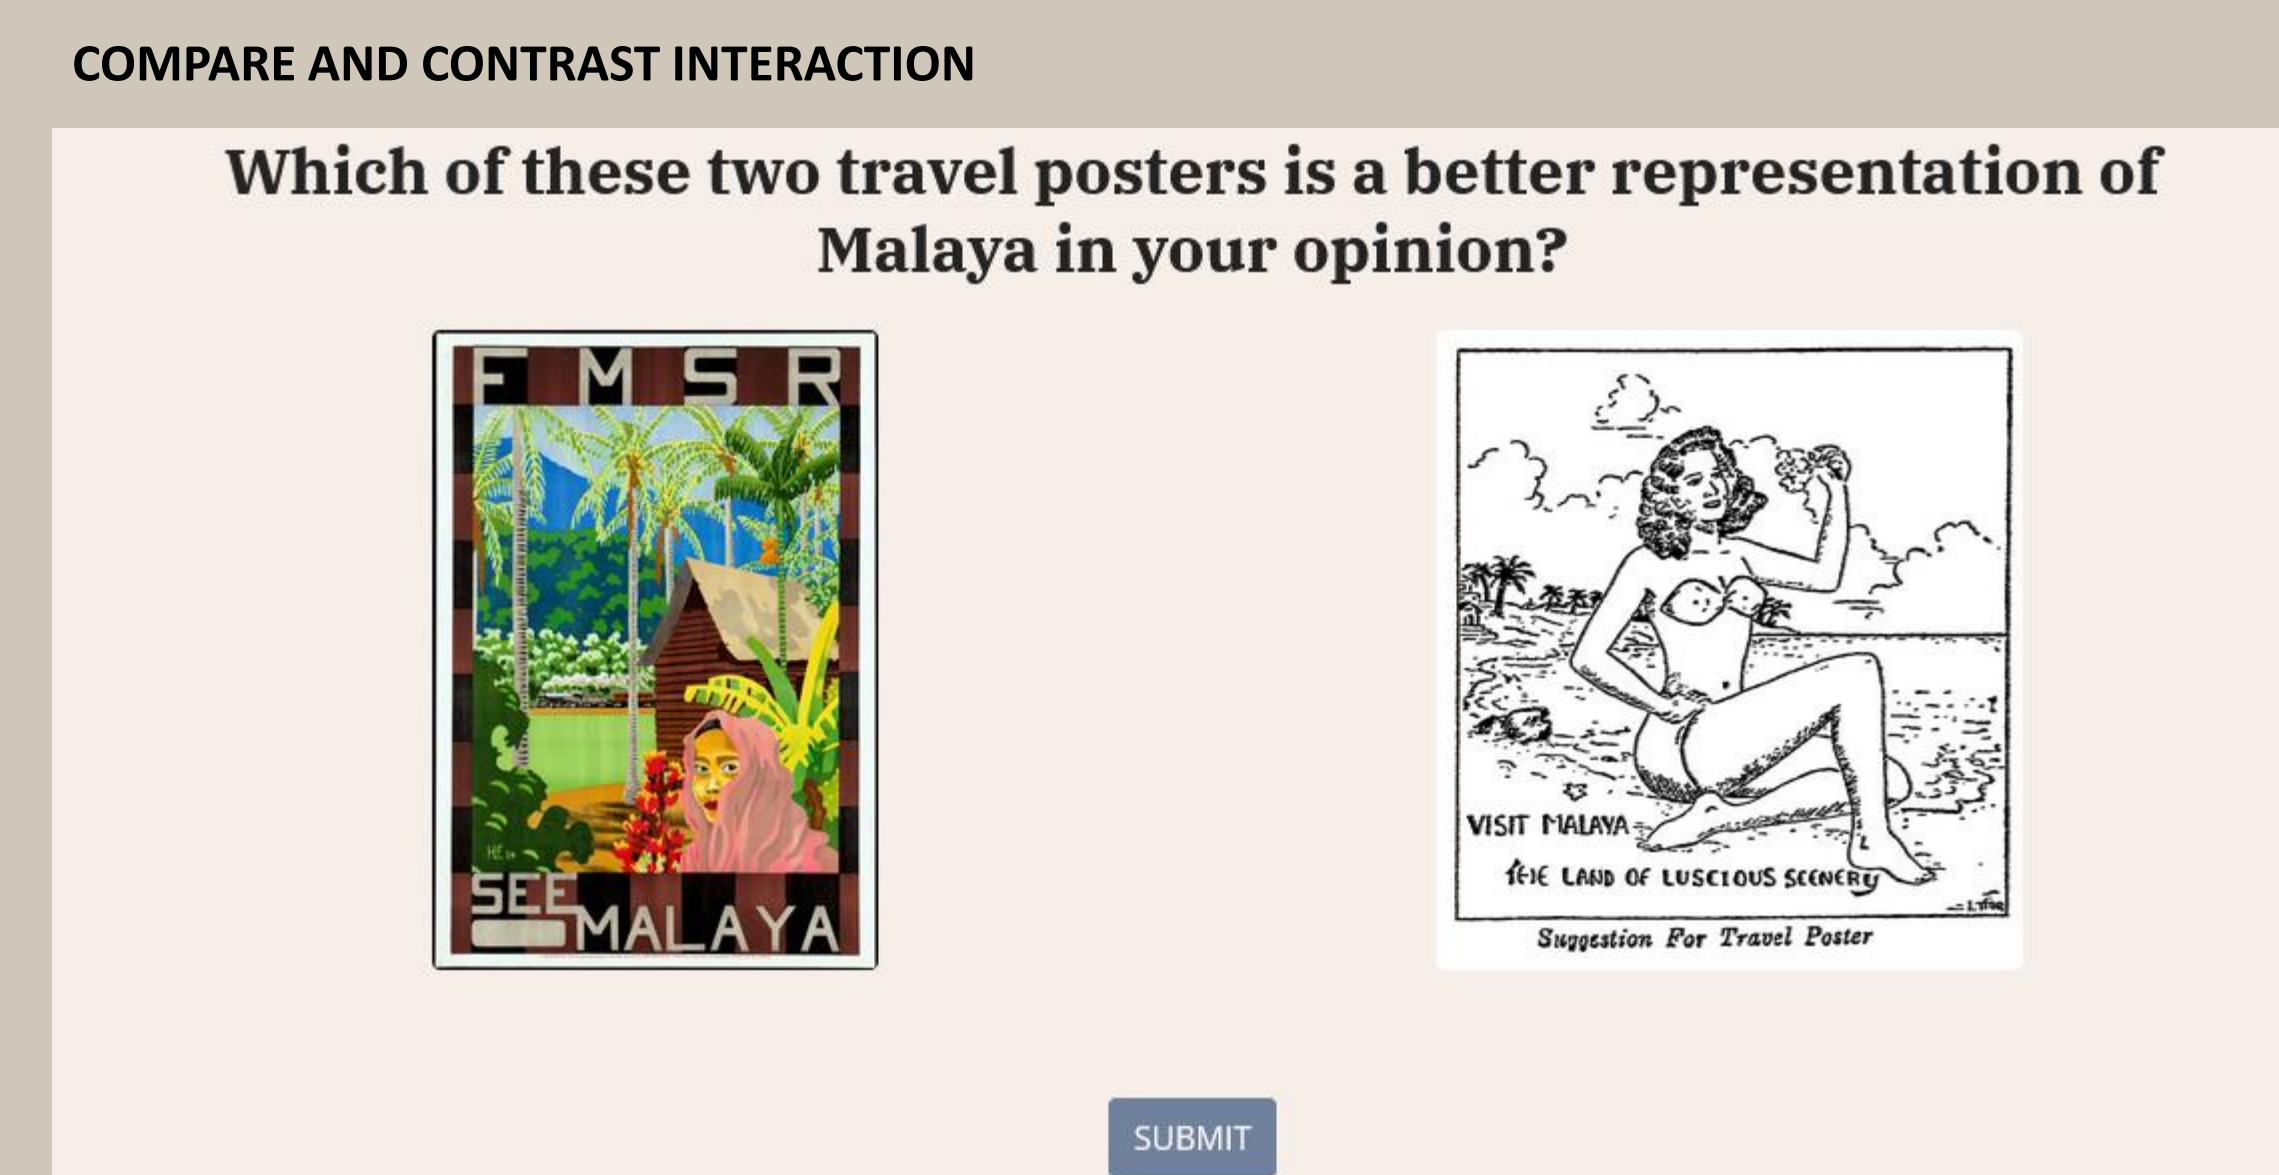 COMPARE AND CONTRAST INTERACTION
Which of these two travel posters is a better representation of
Malaya in your opinion?
F M S R
SEE
MALAYA
VISIT MALAYA
THE LAND OF LUSCIOUS SCENERY
Suggestion For Travel Poster
SUBMIT